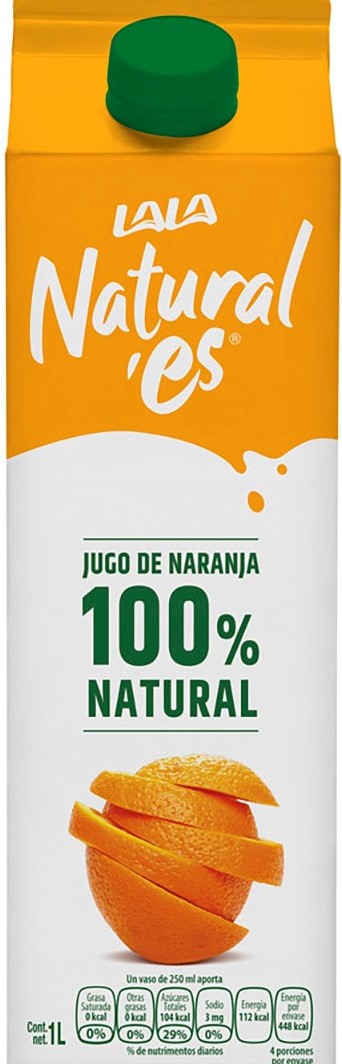 LALA
Natural
'es®
JUGO DE NARANJA
100%
NATURAL
Un vaso de 250 ml aporta
Grasa
Saturada
0 kcal
0%
Otras
grasas
0 kcal
0%
Azúcares
Totales
104 kcal
29%
Sodio
3 mg
0%
Energía
112 kcal
Energía
por
envase
448 kcal
Cont.
net. 1L
% de nutrimentos diarios
4 porciones
por envase